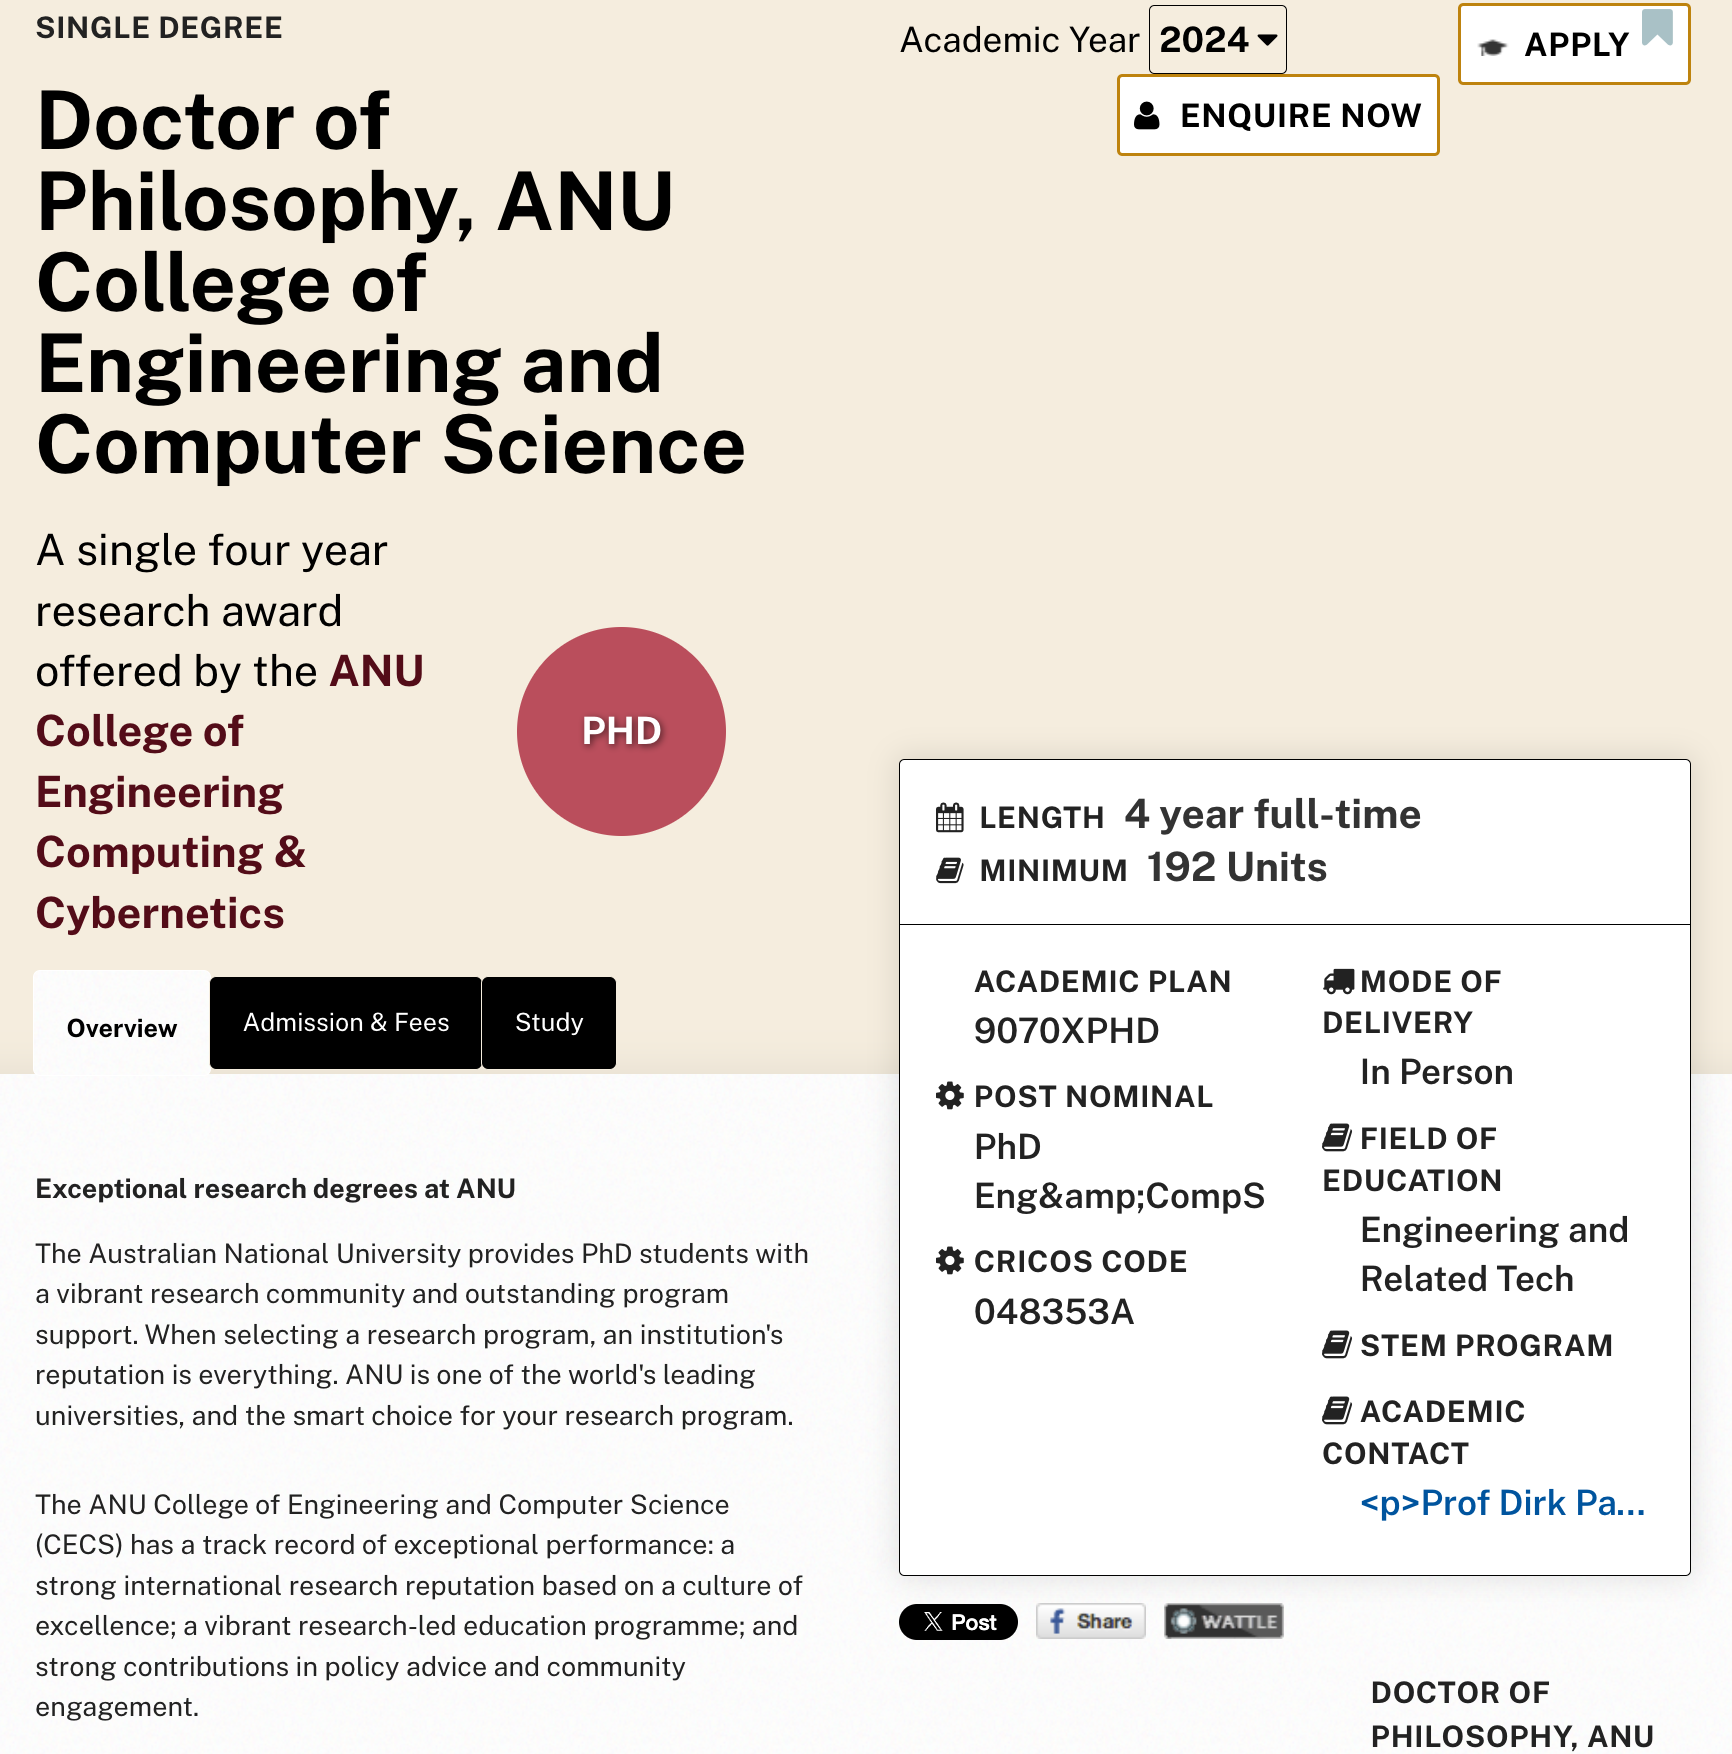 SINGLE DEGREE
Doctor of
Philosophy, ANU
College of
Engineering and
Computer Science
A single four year
research award
offered by the ANU
College of
Engineering
Computing &
Cybernetics
PHD
Academic Year 2024
APPLY
ENQUIRE NOW
LENGTH 4 year full-time
MINIMUM 192 Units
ACADEMIC PLAN
9070XPHD
POST NOMINAL
PhD
Eng&amp;CompS
CRICOS CODE
048353A
MODE OF
DELIVERY
In Person
FIELD OF
EDUCATION
Engineering and
Related Tech
STEM PROGRAM
ACADEMIC
CONTACT
<p>Prof Dirk Pa...
Overview
Admission & Fees
Study
Exceptional research degrees at ANU
The Australian National University provides PhD students with
a vibrant research community and outstanding program
support. When selecting a research program, an institution's
reputation is everything. ANU is one of the world's leading
universities, and the smart choice for your research program.
The ANU College of Engineering and Computer Science
(CECS) has a track record of exceptional performance: a
strong international research reputation based on a culture of
excellence; a vibrant research-led education programme; and
strong contributions in policy advice and community
engagement.
X Post
f Share
WATTLE
DOCTOR OF
PHILOSOPHY, ANU